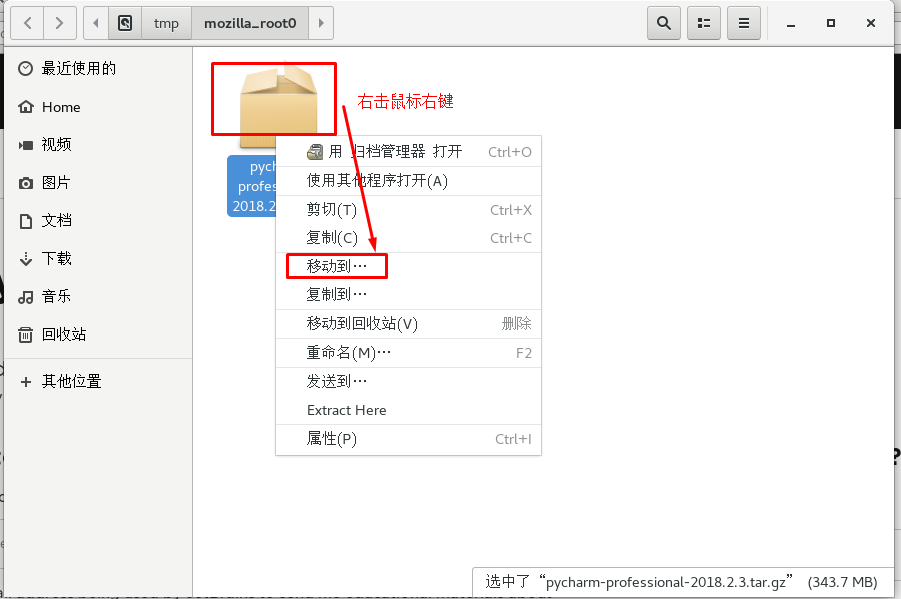 tmp mozilla_root0
最近使用的
Home
视频
图片
文档
下载
音乐
回收站
其他位置
右击鼠标右键
pych
profes
2018.2
用 归档管理器 打开 Ctrl+O
使用其他程序打开(A)
剪切(T) Ctrl+X
复制(C) Ctrl+C
移动到…
复制到…
移动到回收站(V) 删除
重命名(M)… F2
发送到…
Extract Here
属性(P) Ctrl+I
选中了“pycharm-professional-2018.2.3.tar.gz” (343.7 MB)